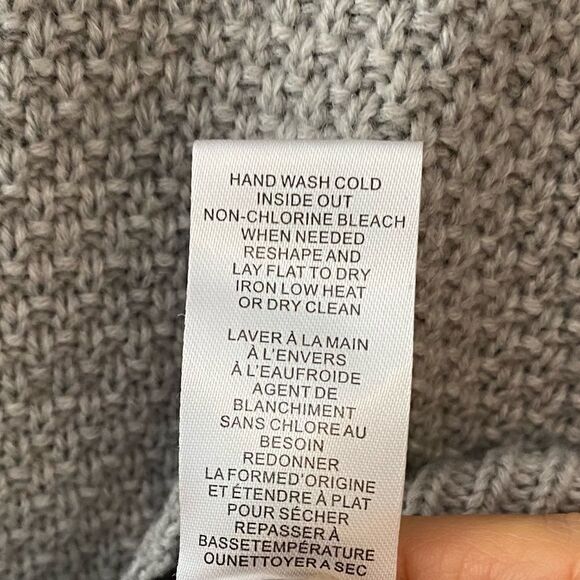 HAND WASH COLD
INSIDE OUT
NON-CHLORINE BLEACH
WHEN NEEDED
RESHAPE AND
LAY FLAT TO DRY
IRON LOW HEAT
OR DRY CLEAN
LAVER À LA MAIN
À L'ENVERS
À L'EAUFROIDE
AGENT DE
BLANCHIMENT
SANS CHLORE AU
BESOIN
REDONNER
LA FORMED'ORIGINE
ET ÉTENDRE À PLAT
POUR SÉCHER
REPASSER À
BASSETEMPÉRATURE
OUNETTOYER A SEC